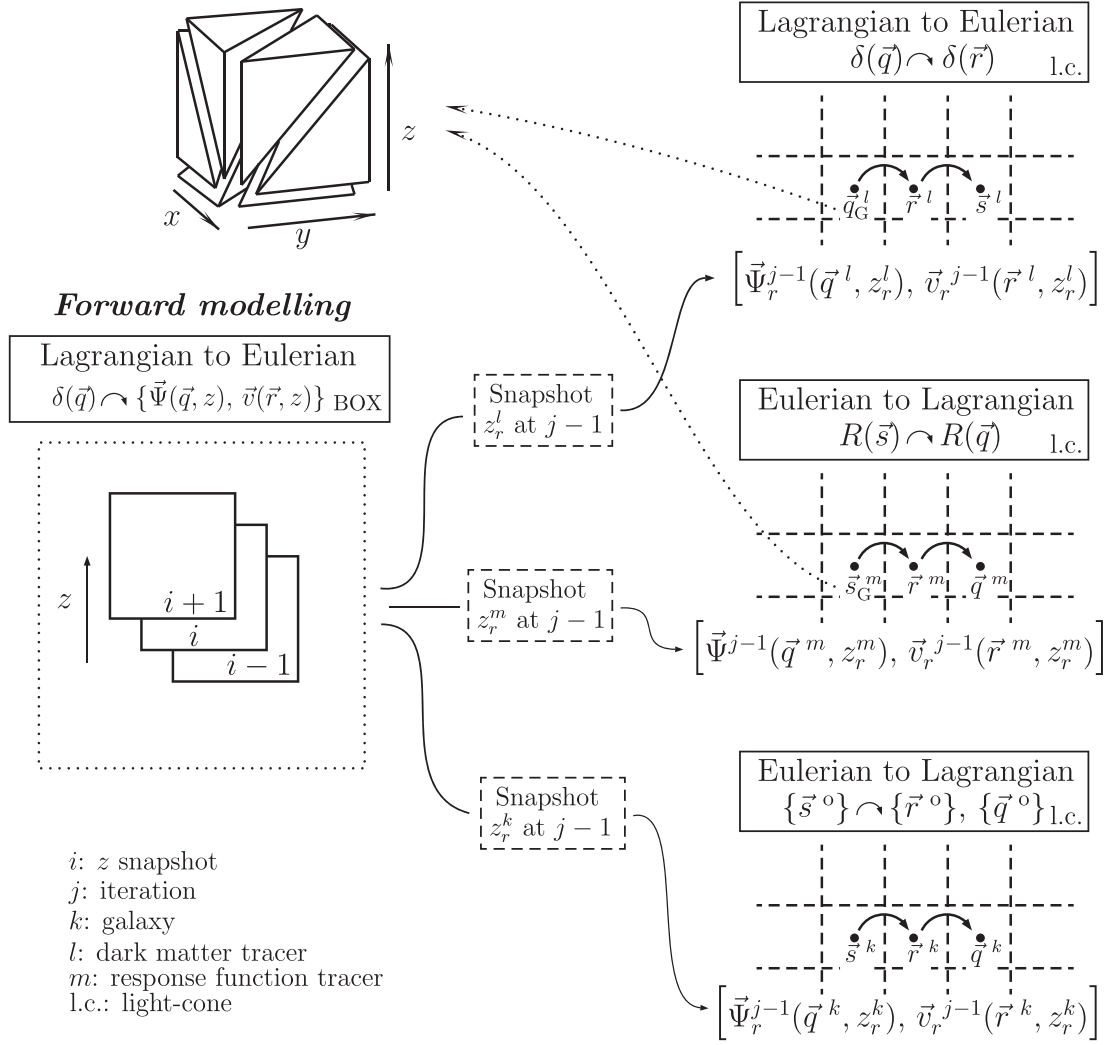 z
x
y
Forward modelling
Lagrangian to Eulerian
δ(q⃗) ↷ {Ψ⃗(q⃗, z), v⃗(r⃗, z)} BOX
z
i + 1
i
i − 1
i: z snapshot
j: iteration
k: galaxy
l: dark matter tracer
m: response function tracer
l.c.: light-cone
Snapshot
z_r^l at j − 1
Snapshot
z_r^m at j − 1
Snapshot
z_r^k at j − 1
Lagrangian to Eulerian
δ(q⃗) ↷ δ(r⃗) l.c.
q⃗_G^l r⃗^l s⃗^l
[Ψ⃗_r^{j−1}(q⃗^l, z_r^l), v⃗_r^{j−1}(r⃗^l, z_r^l)]
Eulerian to Lagrangian
R(s⃗) ↷ R(q⃗) l.c.
s⃗_G^m r⃗^m q⃗^m
[Ψ⃗^{j−1}(q⃗^m, z_r^m), v⃗_r^{j−1}(r⃗^m, z_r^m)]
Eulerian to Lagrangian
{s⃗^o} ↷ {r⃗^o}, {q⃗^o} l.c.
s⃗^k r⃗^k q⃗^k
[Ψ⃗_r^{j−1}(q⃗^k, z_r^k), v⃗_r^{j−1}(r⃗^k, z_r^k)]